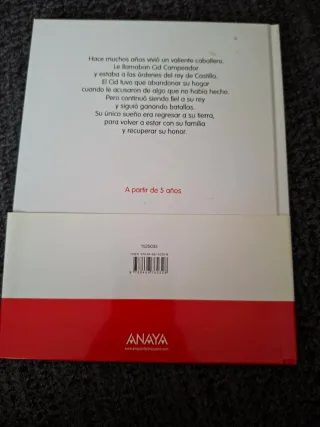 Hace muchos años vivió un valiente caballero.
Le llamaban Cid Campeador
y estaba a las órdenes del rey de Castilla.
El Cid tuvo que abandonar su hogar
cuando le acusaron de algo que no había hecho.
Pero continuó siendo fiel a su rey
y siguió ganando batallas.
Su único sueño era regresar a su tierra,
para volver a estar con su familia
y recuperar su honor.
A partir de 5 años
ANAYA